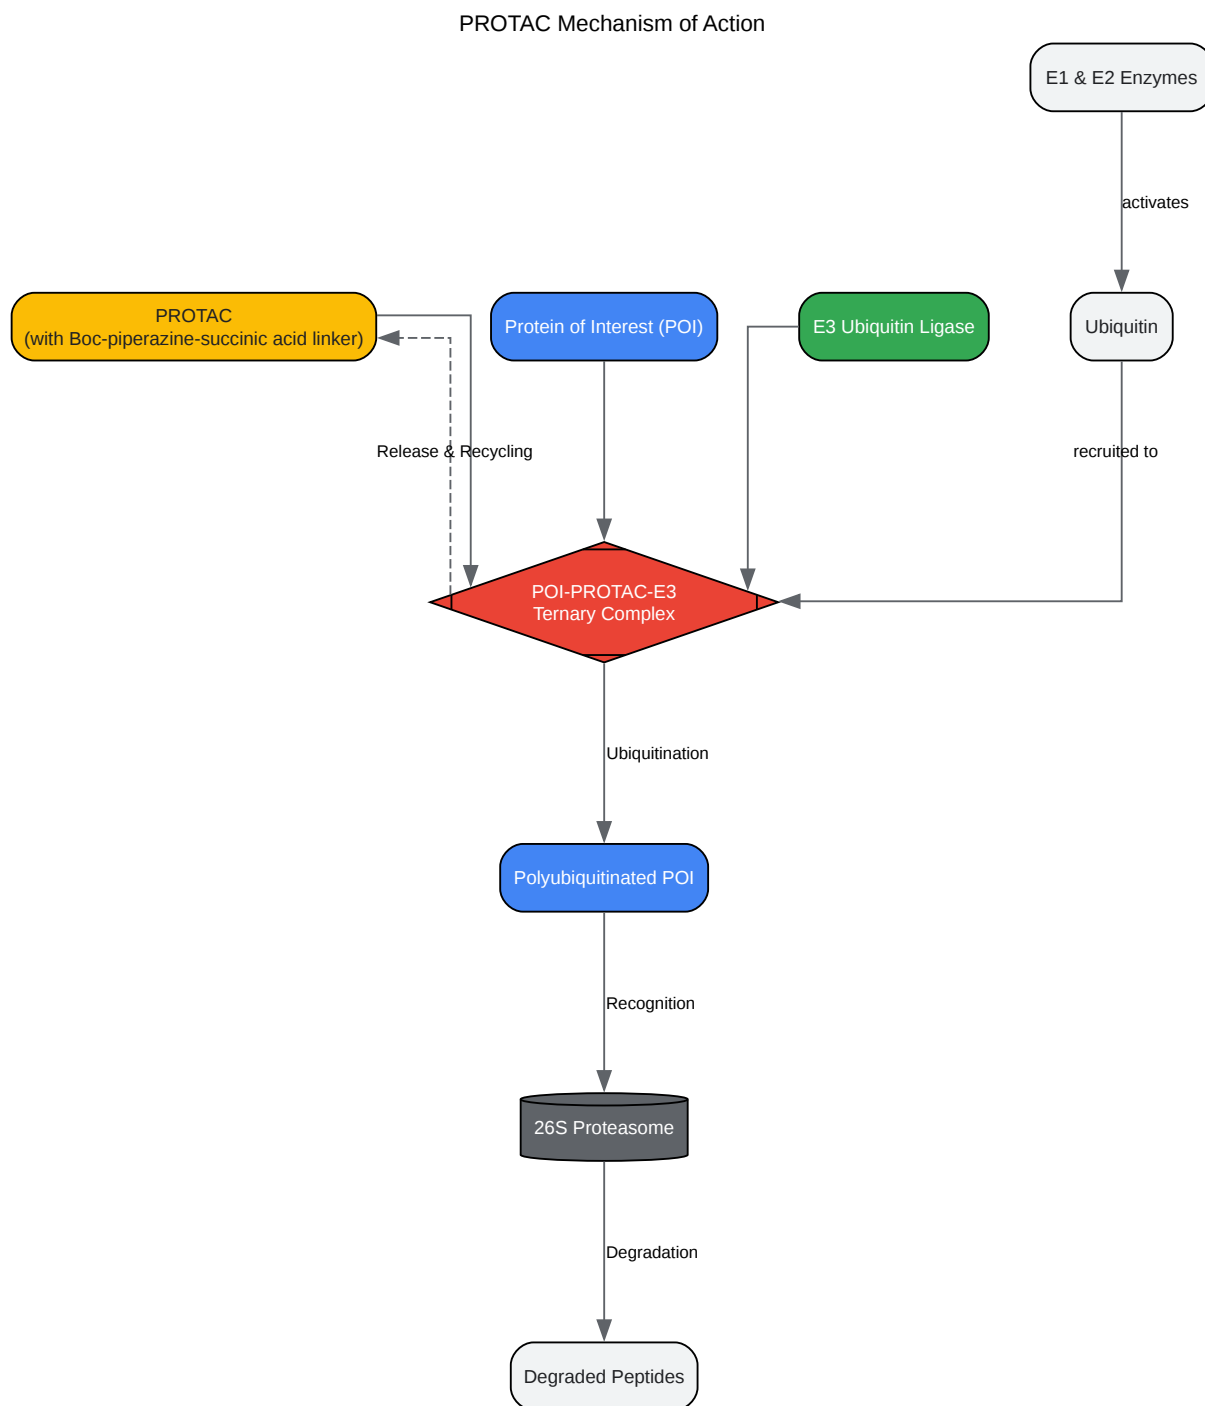 PROTAC Mechanism of Action
E1 & E2 Enzymes
activates
PROTAC
(with Boc-piperazine-succinic acid linker)
Protein of Interest (POI)
E3 Ubiquitin Ligase
Ubiquitin
Release & Recycling
recruited to
POI-PROTAC-E3
Ternary Complex
Ubiquitination
Polyubiquitinated POI
Recognition
26S Proteasome
Degradation
Degraded Peptides